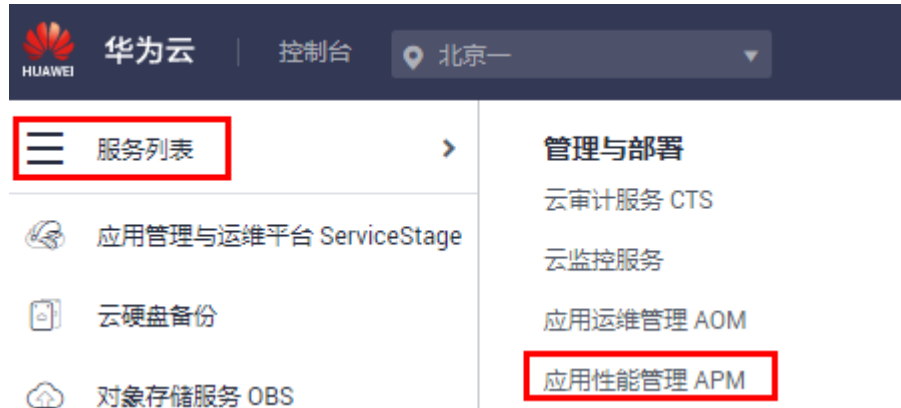 HUAWEI 华为云 控制台 北京一
服务列表
应用管理与运维平台 ServiceStage
云硬盘备份
对象存储服务 OBS
管理与部署
云审计服务 CTS
云监控服务
应用运维管理 AOM
应用性能管理 APM